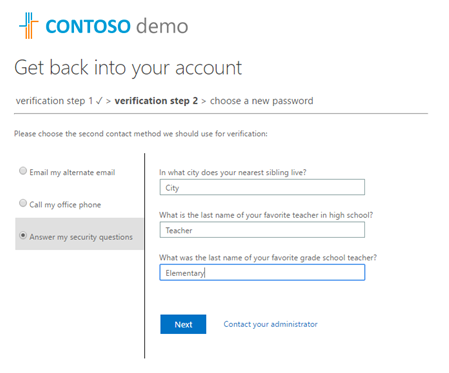 CONTOSO demo
Get back into your account
verification step 1 ✓ > verification step 2 > choose a new password
Please choose the second contact method we should use for verification:
Email my alternate email
Call my office phone
Answer my security questions
In what city does your nearest sibling live?
City
What is the last name of your favorite teacher in high school?
Teacher
What was the last name of your favorite grade school teacher?
Elementary
Next
Contact your administrator